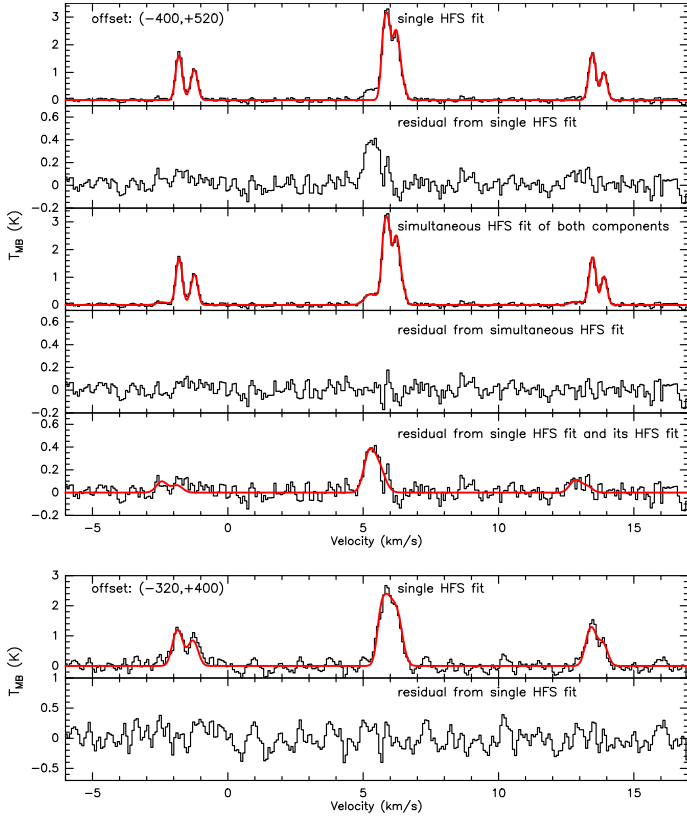 offset: (−400,+520)
single HFS fit
3
2
1
0
residual from single HFS fit
0.6
0.4
0.2
0
−0.2
simultaneous HFS fit of both components
3
2
1
0
T_MB (K)
residual from simultaneous HFS fit
0.6
0.4
0.2
0
−0.2
residual from single HFS fit and its HFS fit
0.6
0.4
0.2
0
−0.2
−5 0 5 10 15
Velocity (km/s)
offset: (−320,+400)
single HFS fit
3
2
1
0
T_MB (K)
residual from single HFS fit
1
0.5
0
−0.5
−5 0 5 10 15
Velocity (km/s)